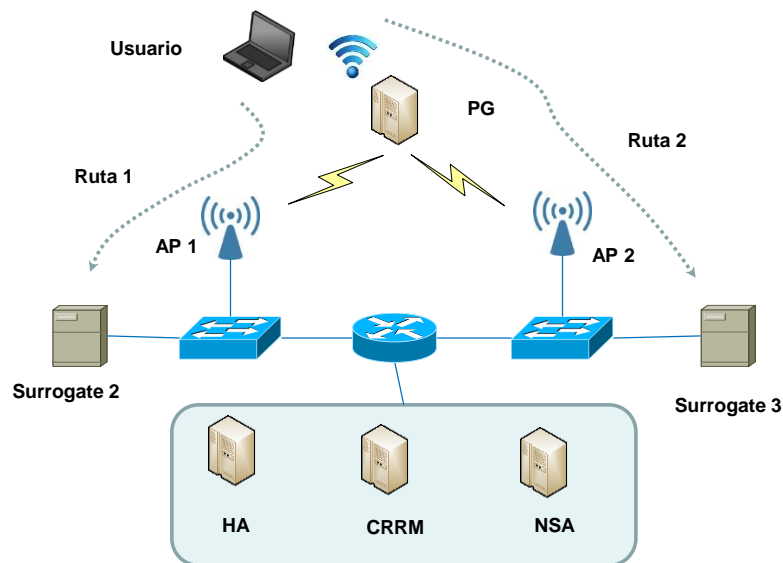 Usuario
PG
Ruta 2
Ruta 1
AP 1
AP 2
Surrogate 2
Surrogate 3
HA
CRRM
NSA